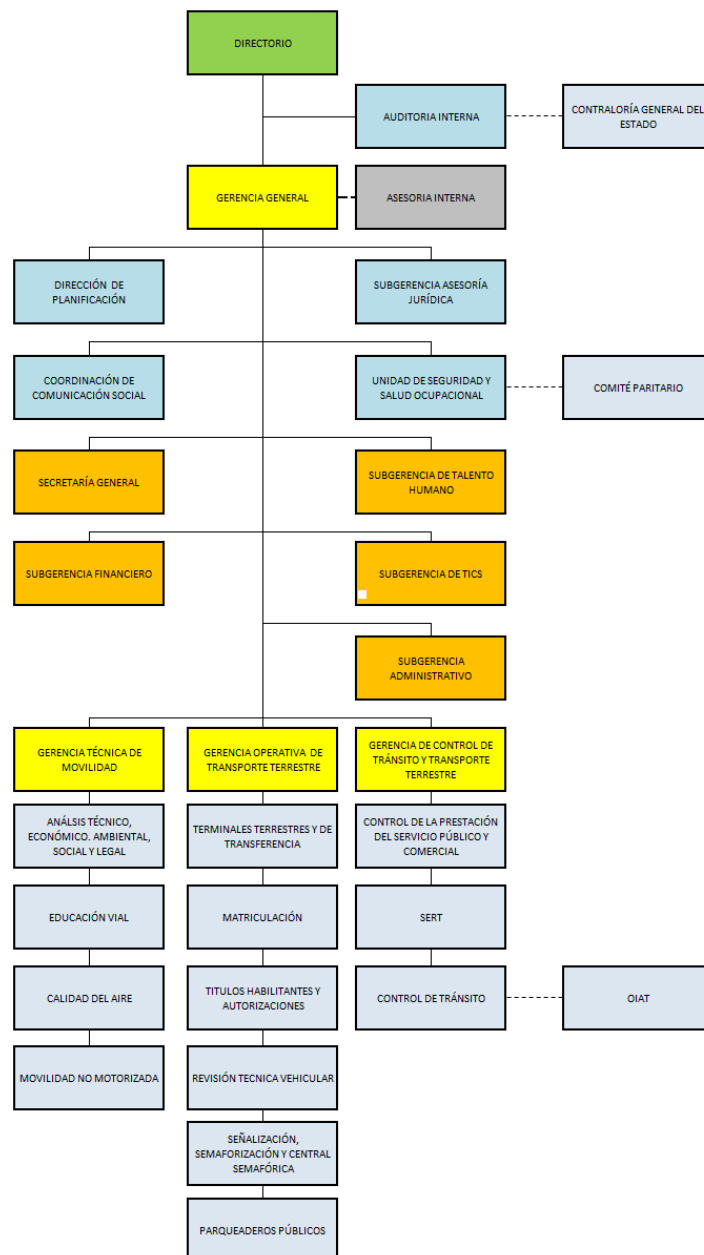 DIRECTORIO
AUDITORIA INTERNA
CONTRALORÍA GENERAL DEL
ESTADO
GERENCIA GENERAL
ASESORIA INTERNA
DIRECCIÓN DE
PLANIFICACIÓN
SUBGERENCIA ASESORÍA
JURÍDICA
COORDINACIÓN DE
COMUNICACIÓN SOCIAL
UNIDAD DE SEGURIDAD Y
SALUD OCUPACIONAL
COMITÉ PARITARIO
SECRETARÍA GENERAL
SUBGERENCIA DE TALENTO
HUMANO
SUBGERENCIA FINANCIERO
SUBGERENCIA DE TICS
SUBGERENCIA
ADMINISTRATIVO
GERENCIA TÉCNICA DE
MOVILIDAD
GERENCIA OPERATIVA DE
TRANSPORTE TERRESTRE
GERENCIA DE CONTROL DE
TRÁNSITO Y TRANSPORTE
TERRESTRE
ANÁLSIS TÉCNICO,
ECONÓMICO. AMBIENTAL,
SOCIAL Y LEGAL
TERMINALES TERRESTRES Y DE
TRANSFERENCIA
CONTROL DE LA PRESTACIÓN
DEL SERVICIO PÚBLICO Y
COMERCIAL
EDUCACIÓN VIAL
MATRICULACIÓN
SERT
CALIDAD DEL AIRE
TITULOS HABILITANTES Y
AUTORIZACIONES
CONTROL DE TRÁNSITO
OIAT
MOVILIDAD NO MOTORIZADA
REVISIÓN TECNICA VEHICULAR
SEÑALIZACIÓN,
SEMAFORIZACIÓN Y CENTRAL
SEMAFÓRICA
PARQUEADEROS PÚBLICOS